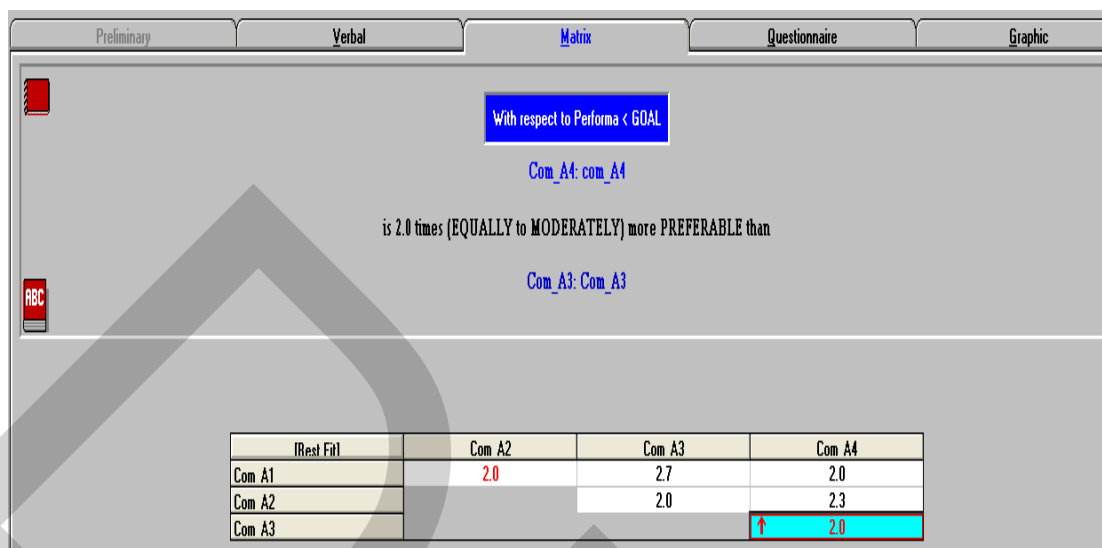 Preliminary Verbal Matrix Questionnaire Graphic
With respect to Performa < GOAL
Com_A4: com_A4
is 2.0 times (EQUALLY to MODERATELY) more PREFERABLE than
Com_A3: Com_A3
ABC
[Best Fit] Com A2 Com A3 Com A4
Com A1 2.0 2.7 2.0
Com A2 2.0 2.3
Com A3 ↑ 2.0